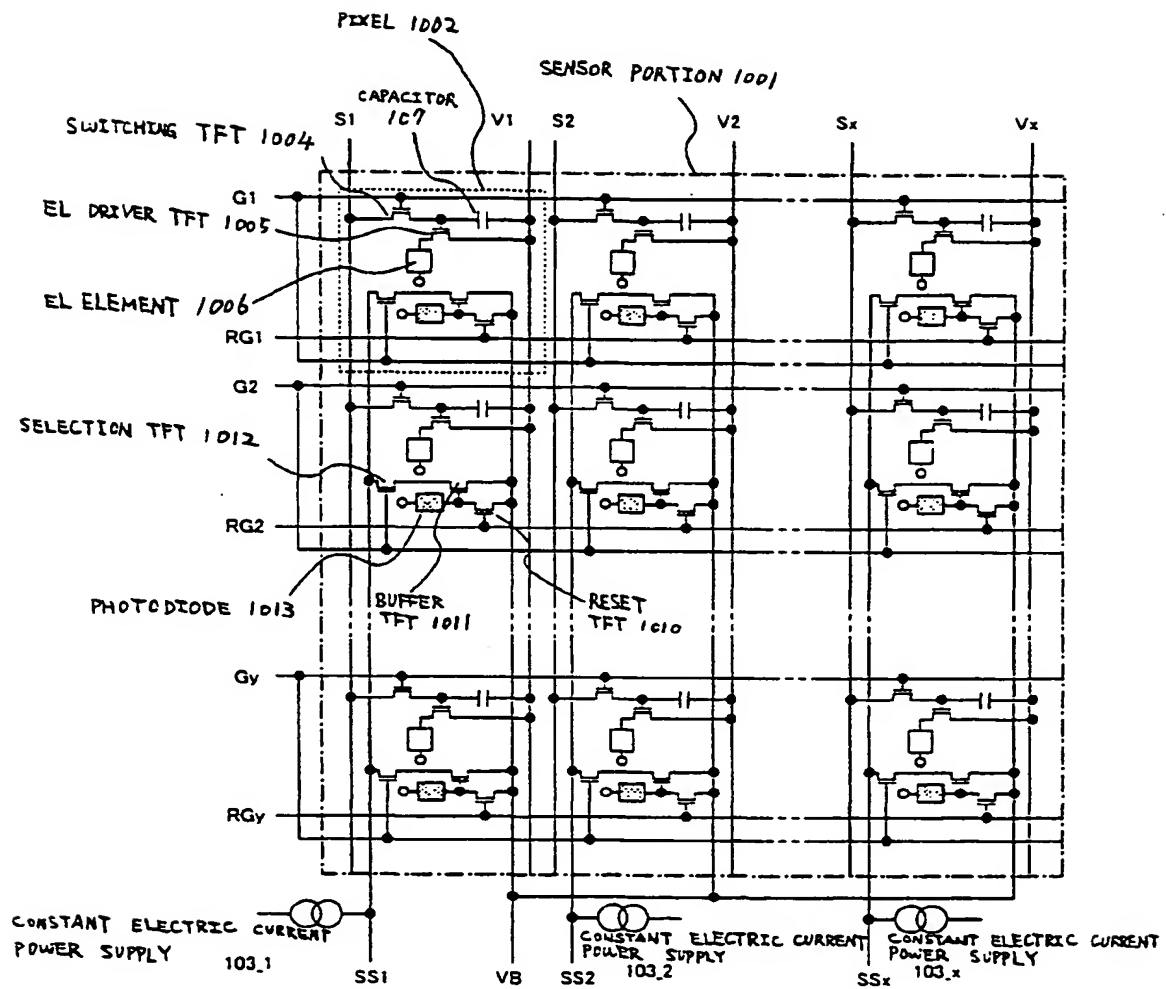 PIXEL 1002
SENSOR PORTION 1001
CAPACITOR
1C7
SWITCHING TFT 1004
S1
V1
S2
V2
Sx
Vx
G1
EL DRIVER TFT 1005
EL ELEMENT 1006
RG1
G2
SELECTION TFT 1012
RG2
PHOTODIODE 1013
BUFFER
TFT 1011
RESET
TFT 1010
Gy
RGy
CONSTANT ELECTRIC CURRENT
POWER SUPPLY
103_1
CONSTANT ELECTRIC CURRENT
POWER SUPPLY
103_2
CONSTANT ELECTRIC CURRENT
POWER SUPPLY
103_x
SS1
VB
SS2
SSx